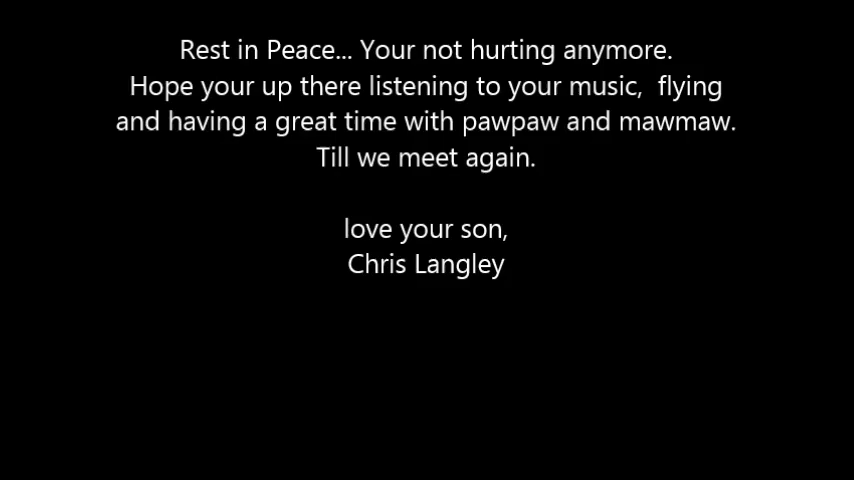 Rest in Peace... Your not hurting anymore.
Hope your up there listening to your music,  flying
and having a great time with pawpaw and mawmaw.
Till we meet again.
love your son,
Chris Langley